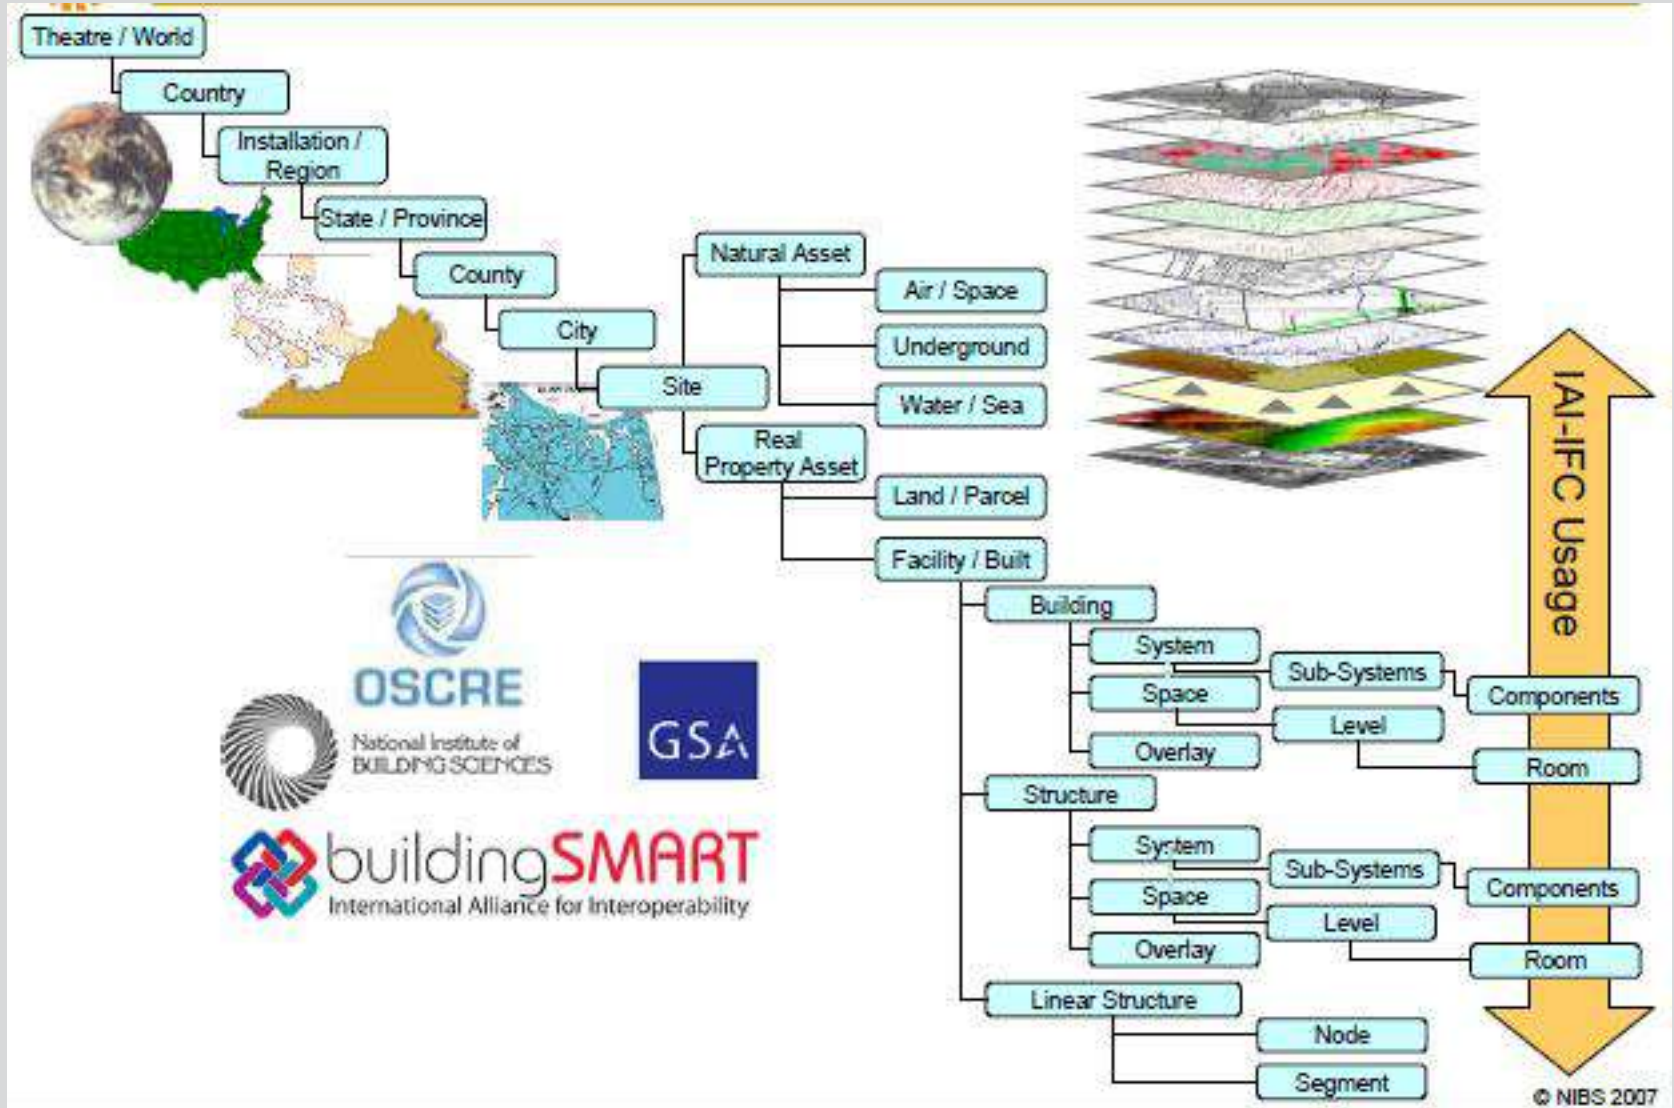 Theatre / World
Country
Installation /
Region
State / Province
County
City
Site
Natural Asset
Air / Space
Underground
Water / Sea
Real
Property Asset
Land / Parcel
Facility / Built
Building
System
Sub-Systems
Components
Space
Level
Room
Overlay
Structure
System
Sub-Systems
Components
Space
Level
Room
Overlay
Linear Structure
Node
Segment
IAI-IFC Usage
OSCRE
National Institute of
BUILDING SCIENCES
GSA
buildingSMART
International Alliance for Interoperability
© NIBS 2007